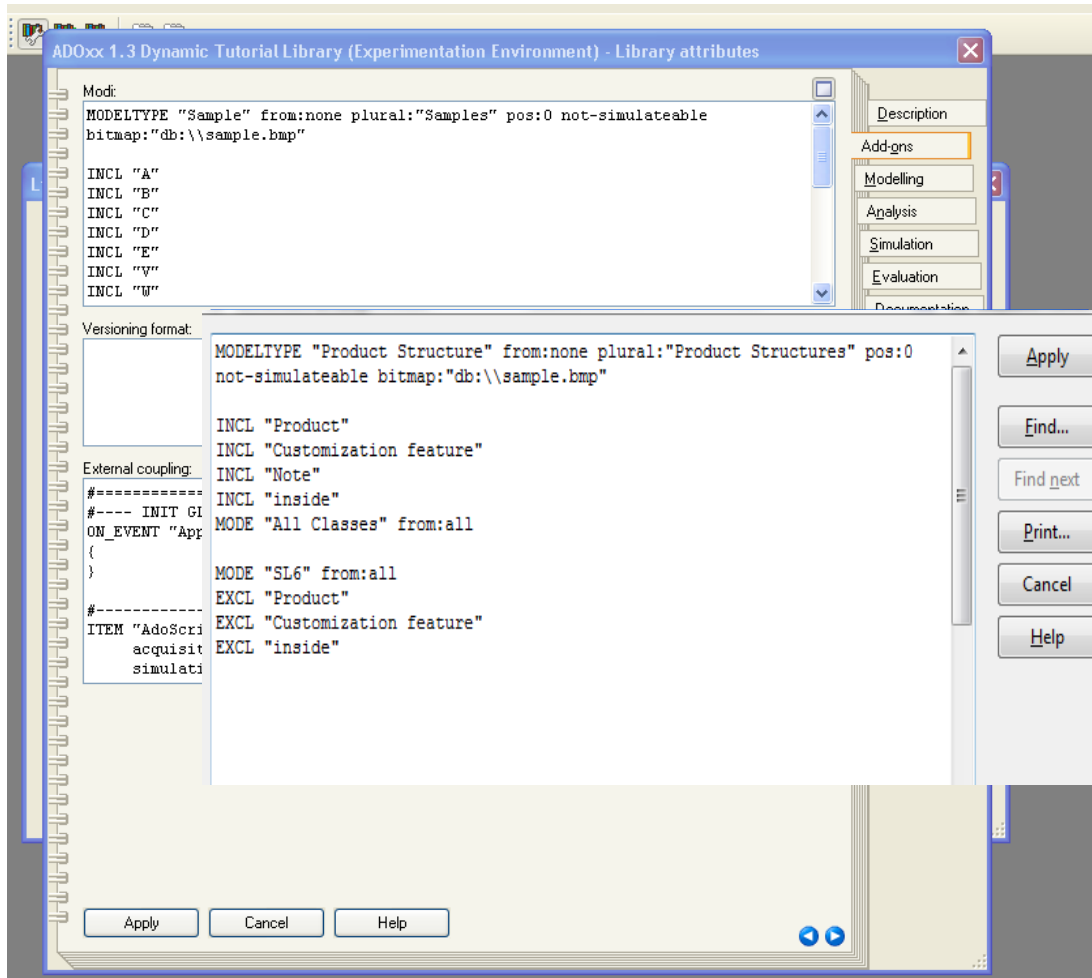 ADOxx 1.3 Dynamic Tutorial Library (Experimentation Environment) - Library attributes
Modi:
MODELTYPE "Sample" from:none plural:"Samples" pos:0 not-simulateable
bitmap:"db:\\sample.bmp"
INCL "A"
INCL "B"
INCL "C"
INCL "D"
INCL "E"
INCL "V"
INCL "W"
Description
Add-ons
Modelling
Analysis
Simulation
Evaluation
Documentation
Versioning format:
External coupling:
#=============
#---- INIT GL
ON_EVENT "App
{
}
#-------------
ITEM "AdoScri
acquisit
simulati
MODELTYPE "Product Structure" from:none plural:"Product Structures" pos:0
not-simulateable bitmap:"db:\\sample.bmp"
INCL "Product"
INCL "Customization feature"
INCL "Note"
INCL "inside"
MODE "All Classes" from:all
MODE "SL6" from:all
EXCL "Product"
EXCL "Customization feature"
EXCL "inside"
Apply
Find...
Find next
Print...
Cancel
Help
Apply
Cancel
Help